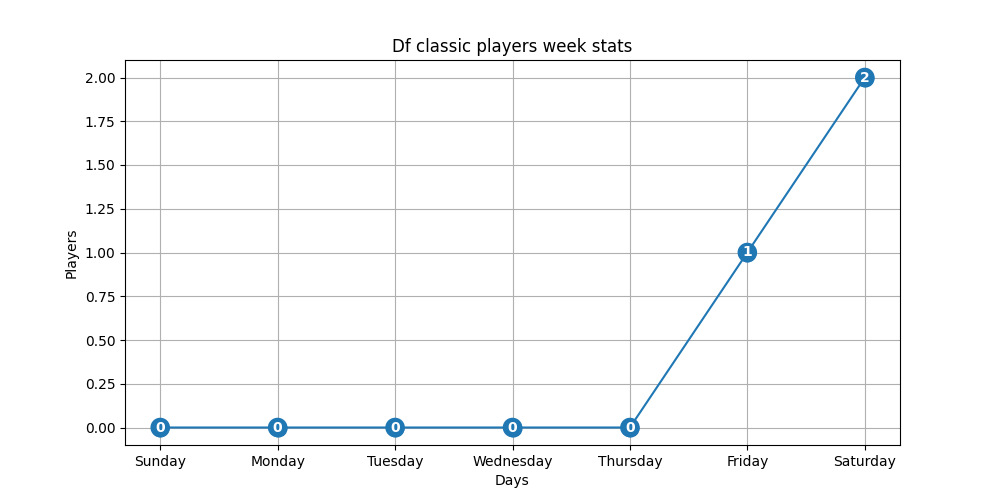 Df classic players week stats
2.00
1.75
1.50
1.25
1.00
0.75
0.50
0.25
0.00
Players
2
1
0 0 0 0 0
Sunday Monday Tuesday Wednesday Thursday Friday Saturday
Days